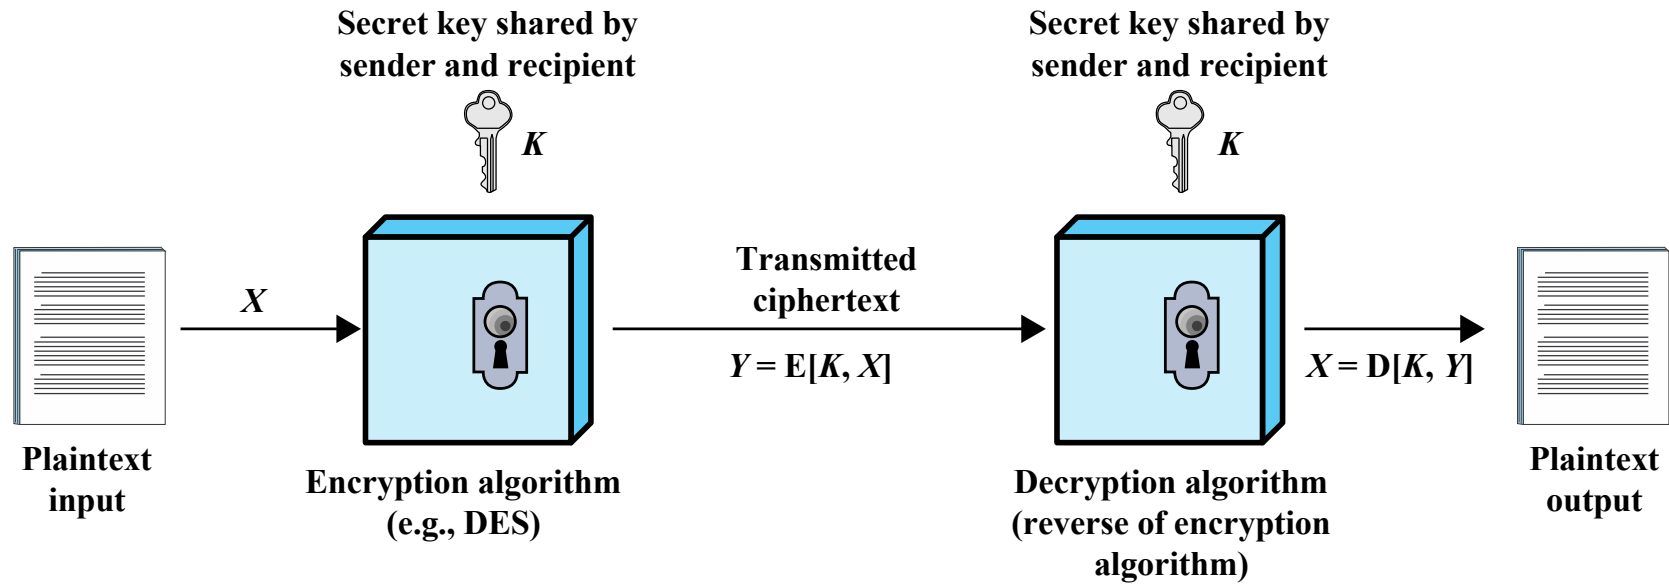 Secret key shared by
sender and recipient
K
Secret key shared by
sender and recipient
K
Plaintext
input
X
Encryption algorithm
(e.g., DES)
Transmitted
ciphertext
Y = E[K, X]
Decryption algorithm
(reverse of encryption
algorithm)
X = D[K, Y]
Plaintext
output